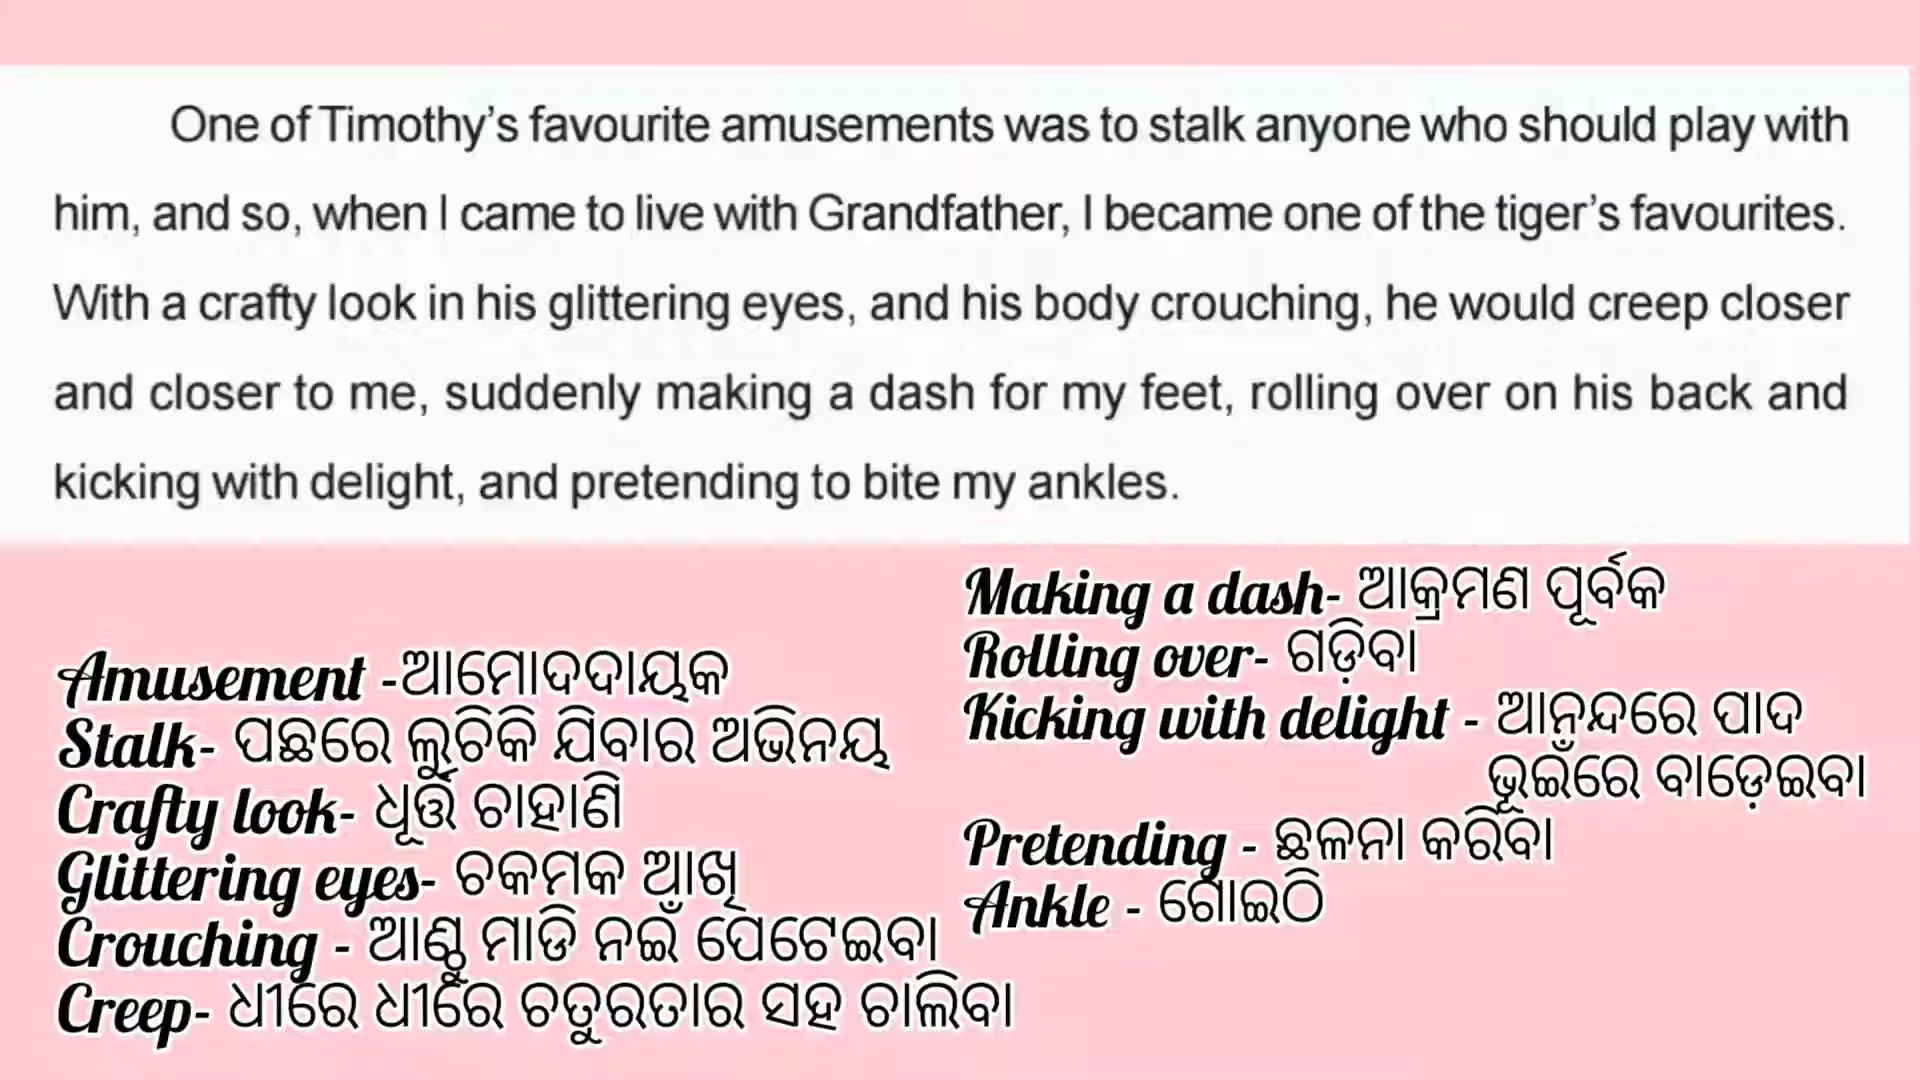 One of Timothy's favourite amusements was to stalk anyone who should play with
him, and so, when I came to live with Grandfather, I became one of the tiger's favourites.
With a crafty look in his glittering eyes, and his body crouching, he would creep closer
and closer to me, suddenly making a dash for my feet, rolling over on his back and
kicking with delight, and pretending to bite my ankles.
Amusement -ଆମୋଦଦାୟକ
Stalk- ପଛରେ ଲୁଚିକି ଯିବାର ଅଭିନୟ
Crafty look- ଧୂର୍ତ୍ତ ଚାହାଣି
Glittering eyes- ଚକମକ ଆଖି
Crouching - ଆଣ୍ଠୁ ମାଡି ନଇଁ ପେଟେଇବା
Creep- ଧୀରେ ଧୀରେ ଚତୁରତାର ସହ ଚାଲିବା
Making a dash- ଆକ୍ରମଣ ପୂର୍ବକ
Rolling over- ଗଡ଼ିବା
Kicking with delight - ଆନନ୍ଦରେ ପାଦ
ଭୂଇଁରେ ବାଡ଼େଇବା
Pretending - ଛଳନା କରିବା
Ankle - ଗୋଇଠି